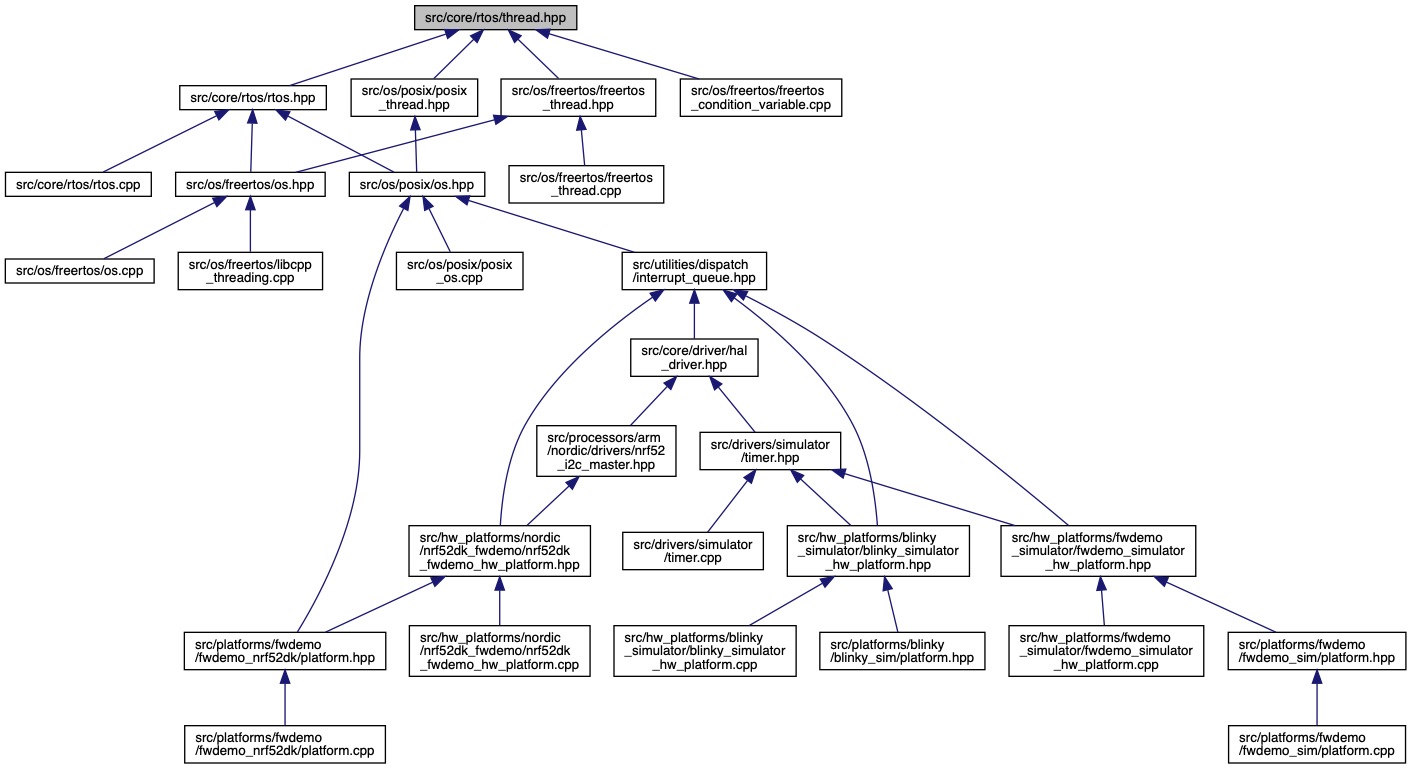 src/core/rtos/thread.hpp
src/core/rtos/rtos.hpp
src/os/posix/posix
_thread.hpp
src/os/freertos/freertos
_thread.hpp
src/os/freertos/freertos
_condition_variable.cpp
src/core/rtos/rtos.cpp
src/os/freertos/os.hpp
src/os/posix/os.hpp
src/os/freertos/freertos
_thread.cpp
src/os/freertos/os.cpp
src/os/freertos/libcpp
_threading.cpp
src/os/posix/posix
_os.cpp
src/utilities/dispatch
/interrupt_queue.hpp
src/core/driver/hal
_driver.hpp
src/processors/arm
/nordic/drivers/nrf52
_i2c_master.hpp
src/drivers/simulator
/timer.hpp
src/hw_platforms/nordic
/nrf52dk_fwdemo/nrf52dk
_fwdemo_hw_platform.hpp
src/drivers/simulator
/timer.cpp
src/hw_platforms/blinky
_simulator/blinky_simulator
_hw_platform.hpp
src/hw_platforms/fwdemo
_simulator/fwdemo_simulator
_hw_platform.hpp
src/platforms/fwdemo
/fwdemo_nrf52dk/platform.hpp
src/hw_platforms/nordic
/nrf52dk_fwdemo/nrf52dk
_fwdemo_hw_platform.cpp
src/hw_platforms/blinky
_simulator/blinky_simulator
_hw_platform.cpp
src/platforms/blinky
/blinky_sim/platform.hpp
src/hw_platforms/fwdemo
_simulator/fwdemo_simulator
_hw_platform.cpp
src/platforms/fwdemo
/fwdemo_sim/platform.hpp
src/platforms/fwdemo
/fwdemo_nrf52dk/platform.cpp
src/platforms/fwdemo
/fwdemo_sim/platform.cpp